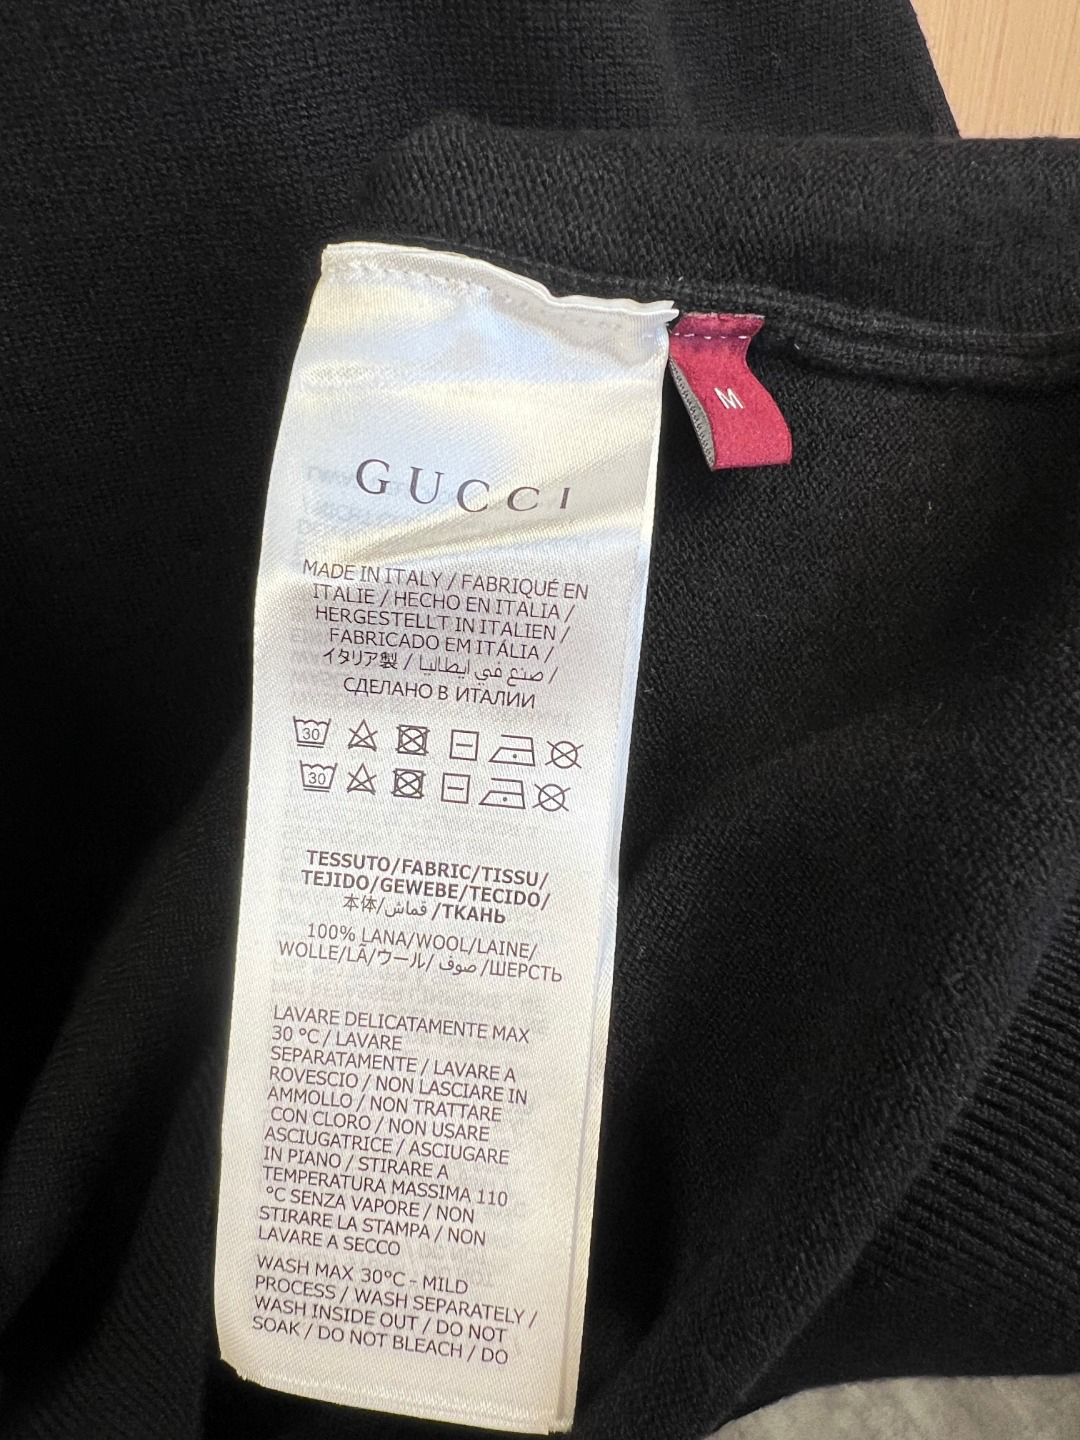 M
GUCCI
MADE IN ITALY / FABRIQUÉ EN
ITALIE / HECHO EN ITALIA /
HERGESTELLT IN ITALIEN /
FABRICADO EM ITÁLIA /
イタリア製 / صنع في ايطاليا /
СДЕЛАНО В ИТАЛИИ
30
30
TESSUTO/FABRIC/TISSU/
TEJIDO/GEWEBE/TECIDO/
本体/قماش/ТКАНЬ
100% LANA/WOOL/LAINE/
WOLLE/LÃ/ウール/ صوف /ШЕРСТЬ
LAVARE DELICATAMENTE MAX
30 °C / LAVARE
SEPARATAMENTE / LAVARE A
ROVESCIO / NON LASCIARE IN
AMMOLLO / NON TRATTARE
CON CLORO / NON USARE
ASCIUGATRICE / ASCIUGARE
IN PIANO / STIRARE A
TEMPERATURA MASSIMA 110
°C SENZA VAPORE / NON
STIRARE LA STAMPA / NON
LAVARE A SECCO
WASH MAX 30°C - MILD
PROCESS / WASH SEPARATELY /
WASH INSIDE OUT / DO NOT
SOAK / DO NOT BLEACH / DO